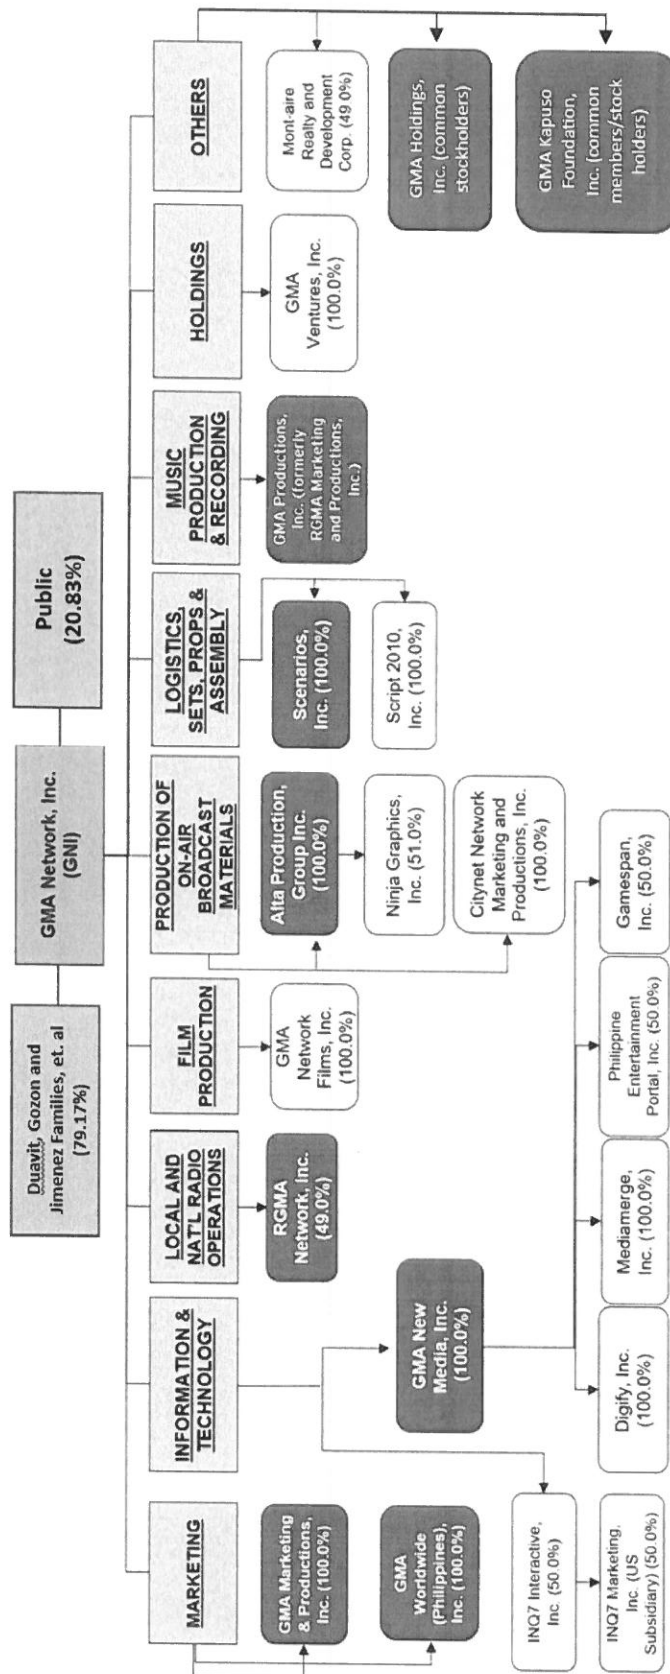 Duavit, Gozon and
Jimenez Families, et. al
(79.17%)
GMA Network, Inc.
(GNI)
Public
(20.83%)
MARKETING
GMA Marketing
& Productions,
Inc. (100.0%)
GMA
Worldwide
(Philippines),
Inc. (100.0%)
INFORMATION &
TECHNOLOGY
GMA New
Media, Inc.
(100.0%)
INQ7 Interactive,
Inc. (50.0%)
INQ7 Marketing,
Inc. (US
Subsidiary) (50.0%)
Digify, Inc.
(100.0%)
Mediamerge,
Inc. (100.0%)
Philippine
Entertainment
Portal, Inc. (50.0%)
Gamespan,
Inc. (50.0%)
LOCAL AND
NAT'L RADIO
OPERATIONS
RGMA
Network, Inc.
(49.0%)
FILM
PRODUCTION
GMA
Network
Films, Inc.
(100.0%)
PRODUCTION OF
ON-AIR
BROADCAST
MATERIALS
Alta Production,
Group Inc.
(100.0%)
Ninja Graphics,
Inc. (51.0%)
Citynet Network
Marketing and
Productions, Inc.
(100.0%)
LOGISTICS,
SETS, PROPS &
ASSEMBLY
Scenarios,
Inc. (100.0%)
Script 2010,
Inc. (100.0%)
MUSIC
PRODUCTION
& RECORDING
GMA Productions,
Inc. (formerly
RGMA Marketing
and Productions,
Inc.)
HOLDINGS
GMA
Ventures, Inc.
(100.0%)
OTHERS
Mont-aire
Realty and
Development
Corp. (49.0%)
GMA Holdings,
Inc. (common
stockholders)
GMA Kapuso
Foundation,
Inc. (common
members/stock
holders)